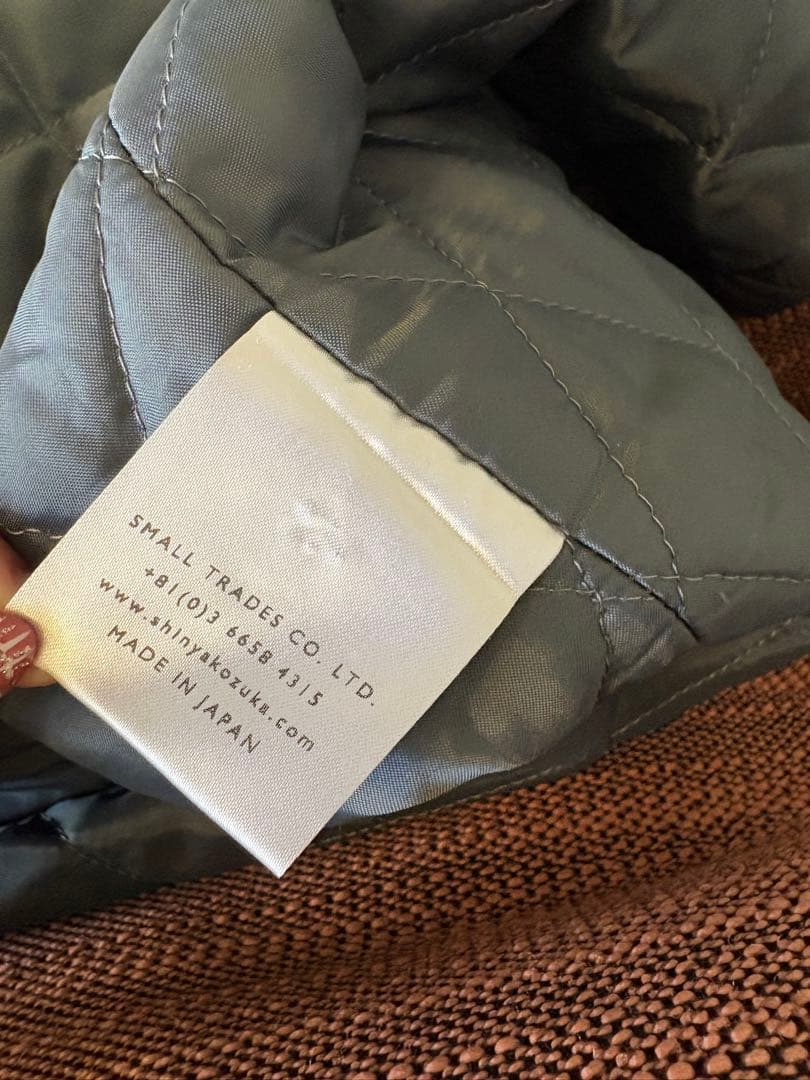 SMALL TRADES CO. LTD.
+81(0)3 6658 4315
www.shinyakozuka.com
MADE IN JAPAN